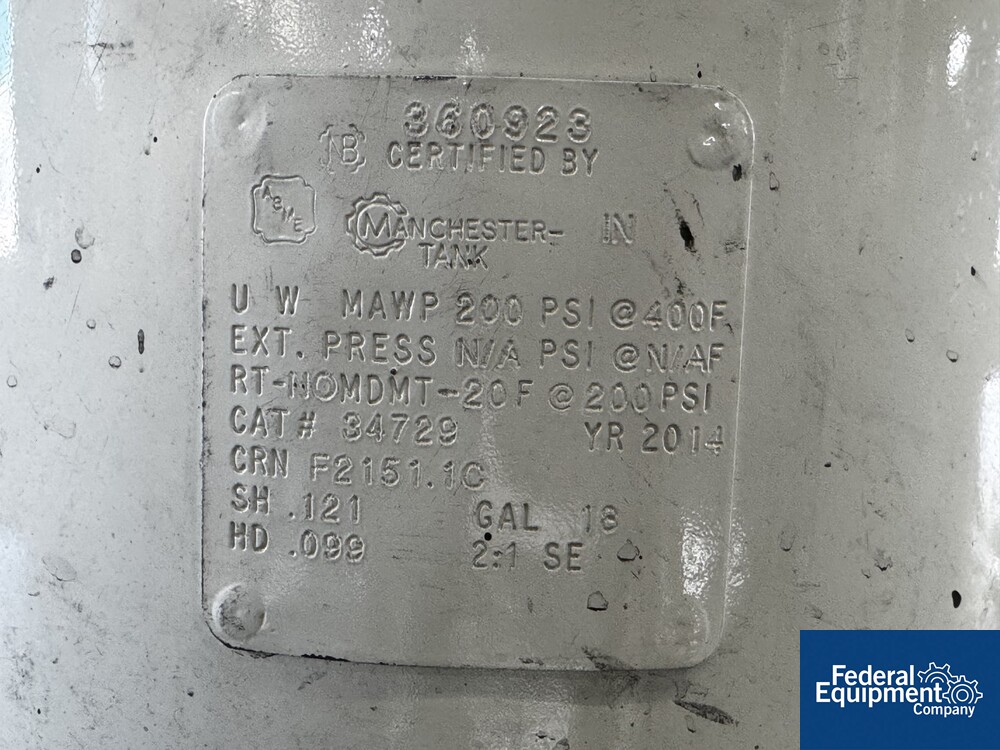 360923
NB CERTIFIED BY
ASME
MANCHESTER- IN
TANK
U W MAWP 200 PSI @ 400F
EXT. PRESS N/A PSI @ N/AF
RT-NOMDMT-20F @ 200PSI
CAT# 34729 YR 2014
CRN F2151.1C
SH .121 GAL 18
HD .099 2:1 SE
Federal
Equipment
Company